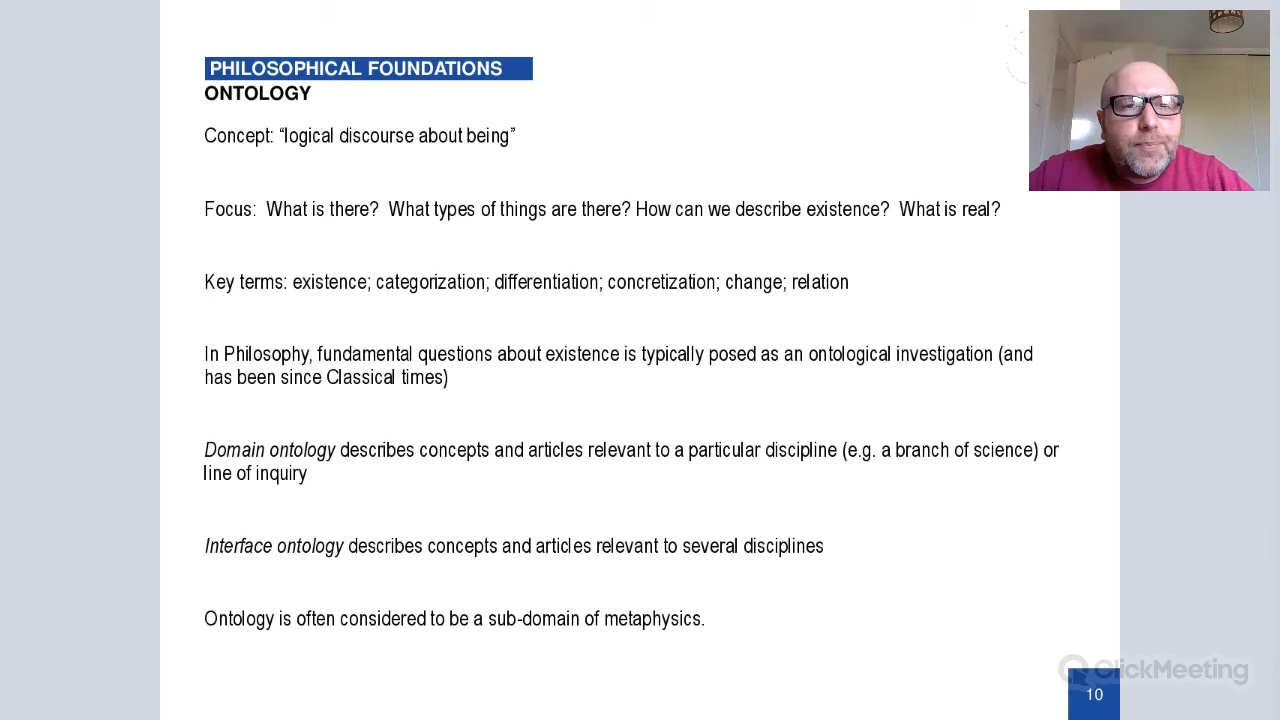 PHILOSOPHICAL FOUNDATIONS
ONTOLOGY
Concept: “logical discourse about being”
Focus:  What is there?  What types of things are there? How can we describe existence?  What is real?
Key terms: existence; categorization; differentiation; concretization; change; relation
In Philosophy, fundamental questions about existence is typically posed as an ontological investigation (and
has been since Classical times)
Domain ontology describes concepts and articles relevant to a particular discipline (e.g. a branch of science) or
line of inquiry
Interface ontology describes concepts and articles relevant to several disciplines
Ontology is often considered to be a sub-domain of metaphysics.
ClickMeeting
10